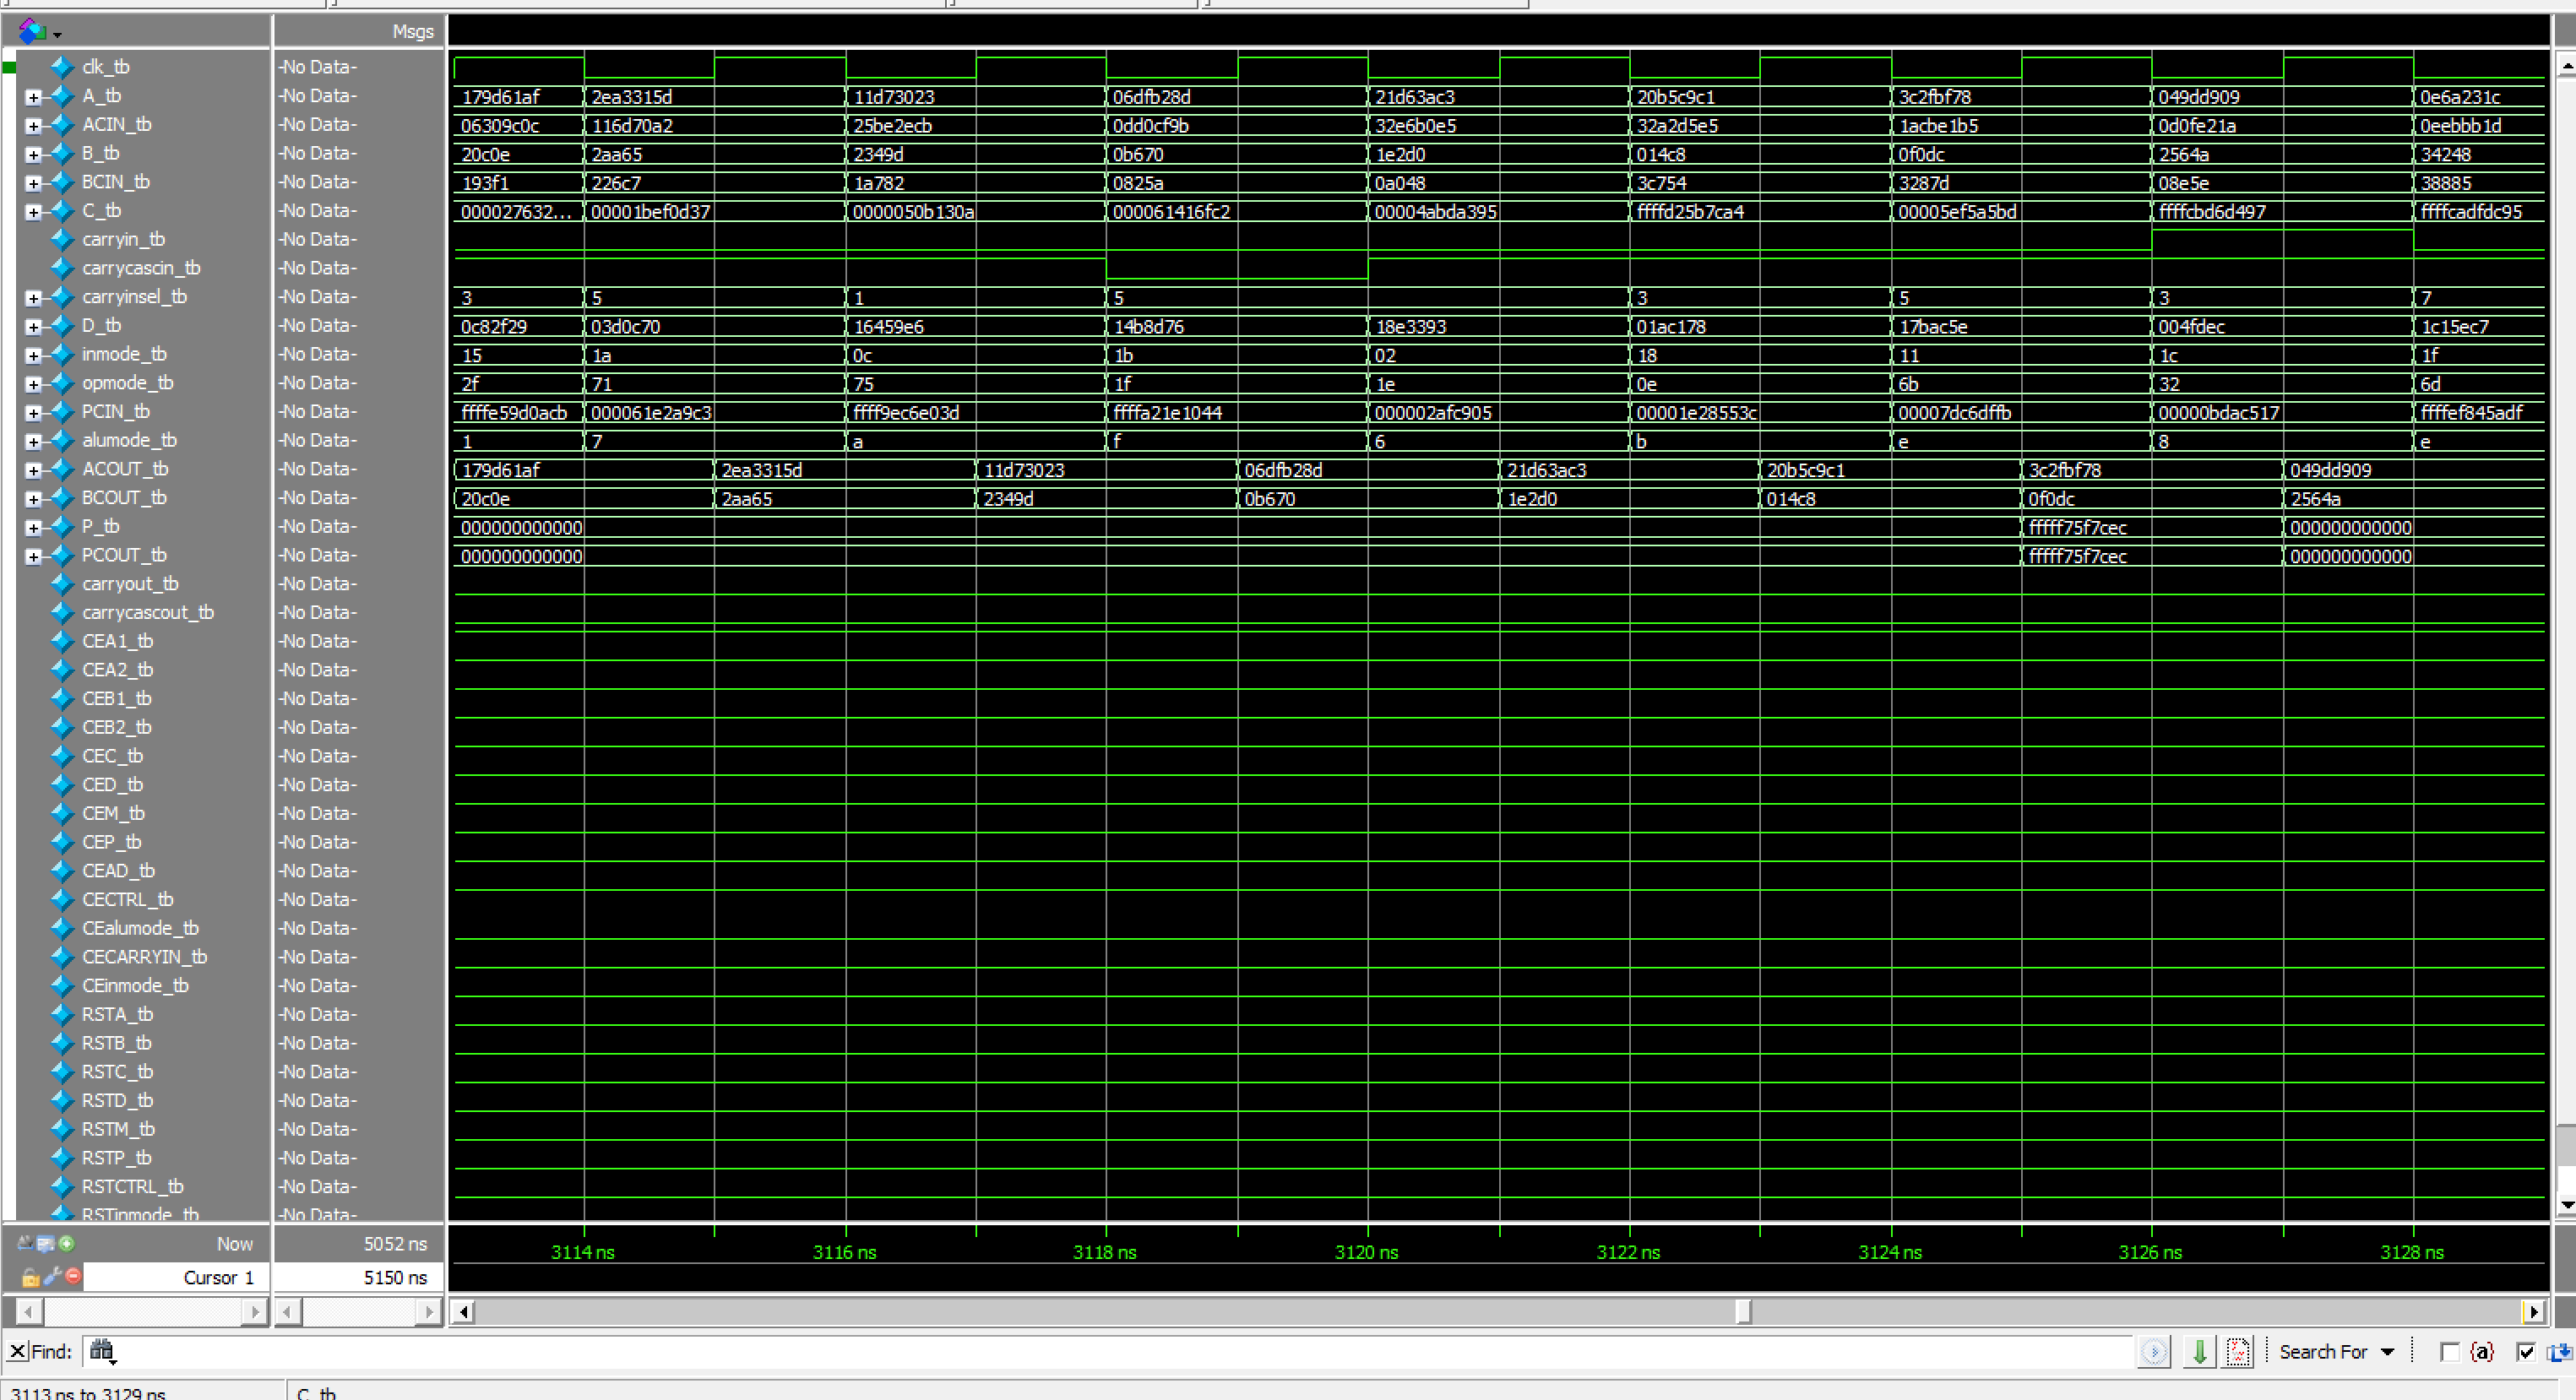 Msgs
clk_tb -No Data-
A_tb -No Data- 179d61af 2ea3315d 11d73023 06dfb28d 21d63ac3 20b5c9c1 3c2fbf78 049dd909 0e6a231c
ACIN_tb -No Data- 06309c0c 116d70a2 25be2ecb 0dd0cf9b 32e6b0e5 32a2d5e5 1acbe1b5 0d0fe21a 0eebbb1d
B_tb -No Data- 20c0e 2aa65 2349d 0b670 1e2d0 014c8 0f0dc 2564a 34248
BCIN_tb -No Data- 193f1 226c7 1a782 0825a 0a048 3c754 3287d 08e5e 38885
C_tb -No Data- 000027632... 00001bef0d37 0000050b130a 000061416fc2 00004abda395 ffffd25b7ca4 00005ef5a5bd ffffcbd6d497 ffffcadfdc95
carryin_tb -No Data-
carrycascin_tb -No Data-
carryinsel_tb -No Data- 3 5 1 5 3 5 3 7
D_tb -No Data- 0c82f29 03d0c70 16459e6 14b8d76 18e3393 01ac178 17bac5e 004fdec 1c15ec7
inmode_tb -No Data- 15 1a 0c 1b 02 18 11 1c 1f
opmode_tb -No Data- 2f 71 75 1f 1e 0e 6b 32 6d
PCIN_tb -No Data- ffffe59d0acb 000061e2a9c3 ffff9ec6e03d ffffa21e1044 000002afc905 00001e28553c 00007dc6dffb 00000bdac517 ffffef845adf
alumode_tb -No Data- 1 7 a f 6 b e 8 e
ACOUT_tb -No Data- 179d61af 2ea3315d 11d73023 06dfb28d 21d63ac3 20b5c9c1 3c2fbf78 049dd909
BCOUT_tb -No Data- 20c0e 2aa65 2349d 0b670 1e2d0 014c8 0f0dc 2564a
P_tb -No Data- 000000000000 fffff75f7cec 000000000000
PCOUT_tb -No Data- 000000000000 fffff75f7cec 000000000000
carryout_tb -No Data-
carrycascout_tb -No Data-
CEA1_tb -No Data-
CEA2_tb -No Data-
CEB1_tb -No Data-
CEB2_tb -No Data-
CEC_tb -No Data-
CED_tb -No Data-
CEM_tb -No Data-
CEP_tb -No Data-
CEAD_tb -No Data-
CECTRL_tb -No Data-
CEalumode_tb -No Data-
CECARRYIN_tb -No Data-
CEinmode_tb -No Data-
RSTA_tb -No Data-
RSTB_tb -No Data-
RSTC_tb -No Data-
RSTD_tb -No Data-
RSTM_tb -No Data-
RSTP_tb -No Data-
RSTCTRL_tb -No Data-
RSTinmode_tb -No Data-
Now 5052 ns 3114 ns 3116 ns 3118 ns 3120 ns 3122 ns 3124 ns 3126 ns 3128 ns
Cursor 1 5150 ns
Find: Search For {a}
3113 ns to 3129 ns C_tb